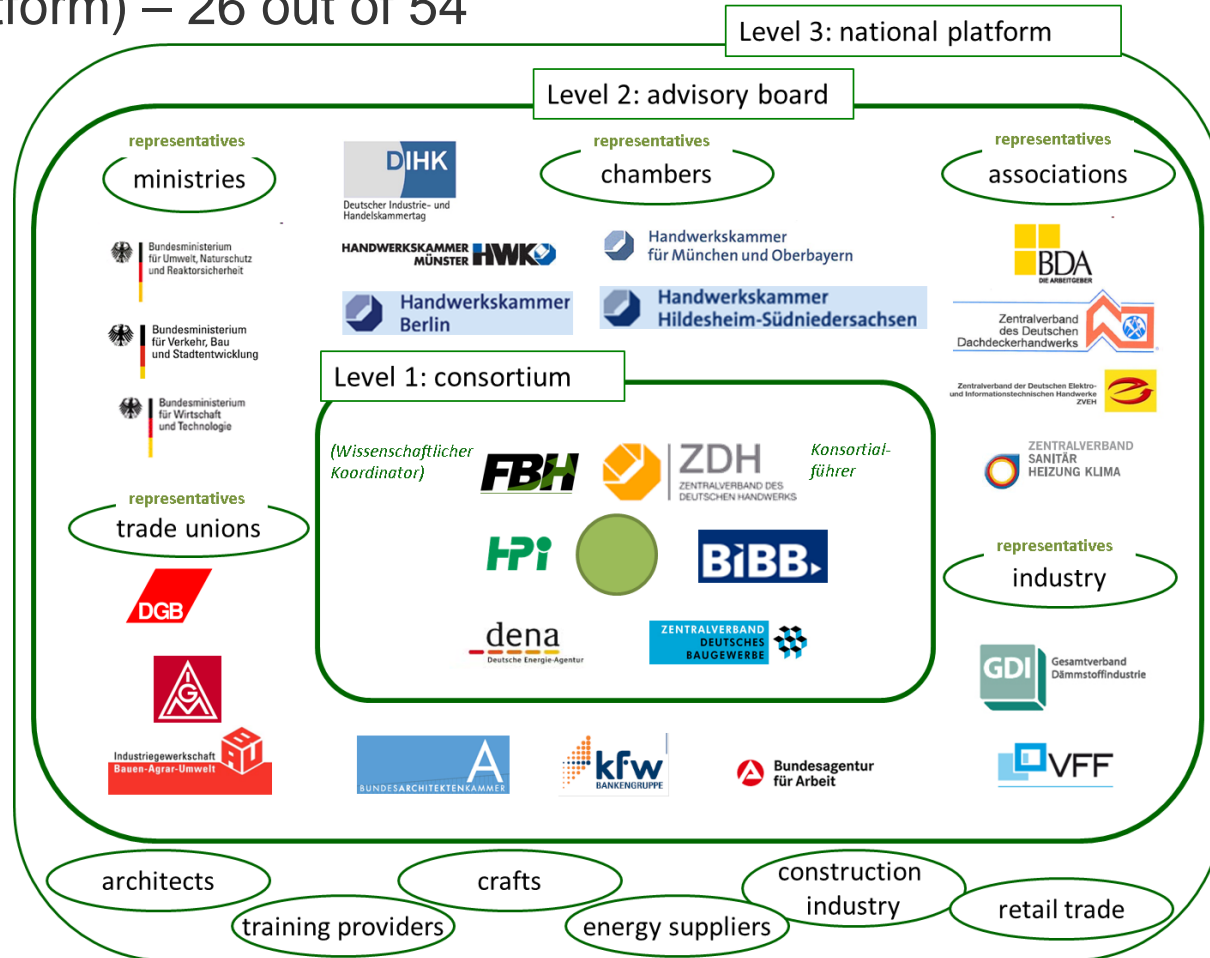 tform) – 26 out of 54
Level 3: national platform
Level 2: advisory board
representatives
ministries
Bundesministerium
für Umwelt, Naturschutz
und Reaktorsicherheit
Bundesministerium
für Verkehr, Bau
und Stadtentwicklung
Bundesministerium
für Wirtschaft
und Technologie
DIHK
Deutscher Industrie- und
Handelskammertag
representatives
chambers
HANDWERKSKAMMER
MÜNSTER
HWK
Handwerkskammer
für München und Oberbayern
Handwerkskammer
Berlin
Handwerkskammer
Hildesheim-Südniedersachsen
representatives
associations
BDA
DIE ARBEITGEBER
Zentralverband
des Deutschen
Dachdeckerhandwerks
Zentralverband der Deutschen Elektro-
und Informationstechnischen Handwerke
ZVEH
ZENTRALVERBAND
SANITÄR
HEIZUNG KLIMA
Level 1: consortium
(Wissenschaftlicher
Koordinator)
FBH
ZDH
ZENTRALVERBAND DES
DEUTSCHEN HANDWERKS
Konsortial-
führer
HPi
BiBB
dena
Deutsche Energie-Agentur
ZENTRALVERBAND
DEUTSCHES
BAUGEWERBE
representatives
trade unions
DGB
IGM
Industriegewerkschaft
Bauen-Agrar-Umwelt
BAU
BUNDESARCHITEKTENKAMMER
A
kfw
BANKENGRUPPE
Bundesagentur
für Arbeit
representatives
industry
GDI
Gesamtverband
Dämmstoffindustrie
VFF
architects
training providers
crafts
energy suppliers
construction
industry
retail trade